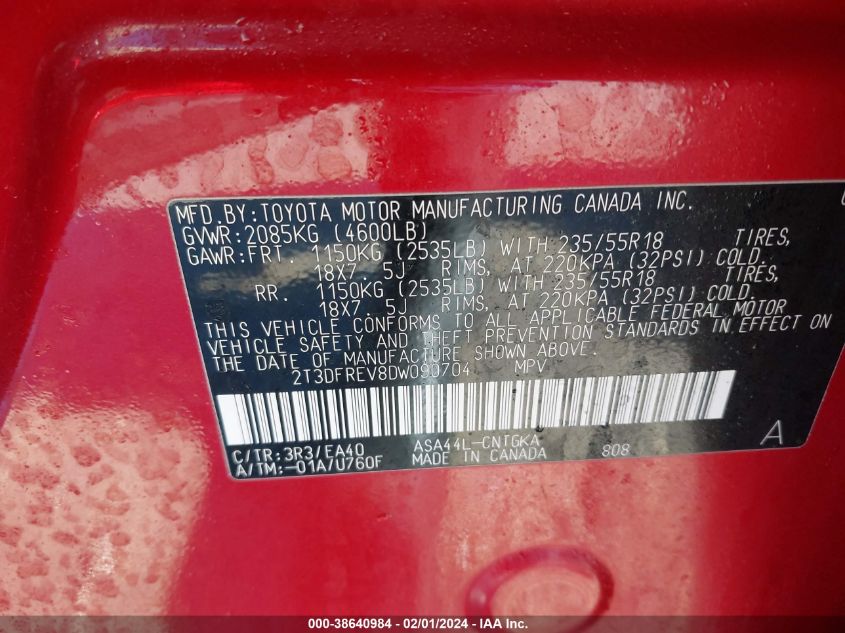 MFD.BY:TOYOTA MOTOR MANUFACTURING CANADA INC.
GVWR:2085KG (4600LB)
GAWR:FRT. 1150KG (2535LB) WITH 235/55R18 TIRES,
18X7. 5J RIMS, AT 220KPA (32PSI) COLD.
RR. 1150KG (2535LB) WITH 235/55R18 TIRES,
18X7. 5J RIMS, AT 220KPA (32PSI) COLD.
THIS VEHICLE CONFORMS TO ALL APPLICABLE FEDERAL MOTOR
VEHICLE SAFETY AND THEFT PREVENTION STANDARDS IN EFFECT ON
THE DATE OF MANUFACTURE SHOWN ABOVE.
2T3DFREV8DW090704 MPV
C/TR:3R3/EA40 ASA44L-CNTGKA 808 A
A/TM:-01A/U760F MADE IN CANADA
000-38640984 / 02/01/2024 - IAA Inc.